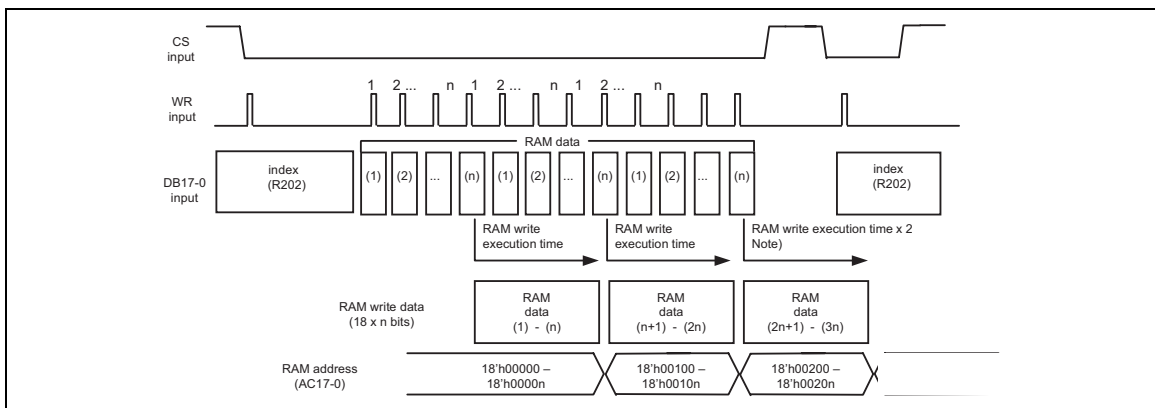 CS
input
1 2 ... n 1 2 ... n 1 2 ... n
WR
input
RAM data
DB17-0
input
index
(R202)
(1) (2) ... (n) (1) (2) ... (n) (1) (2) ... (n)
index
(R202)
RAM write
execution time
RAM write
execution time
RAM write execution time x 2
Note)
RAM write data
(18 x n bits)
RAM
data
(1) - (n)
RAM
data
(n+1) - (2n)
RAM
data
(2n+1) - (3n)
RAM address
(AC17-0)
18'h00000 –
18'h0000n
18'h00100 –
18'h0010n
18'h00200 –
18'h0020n